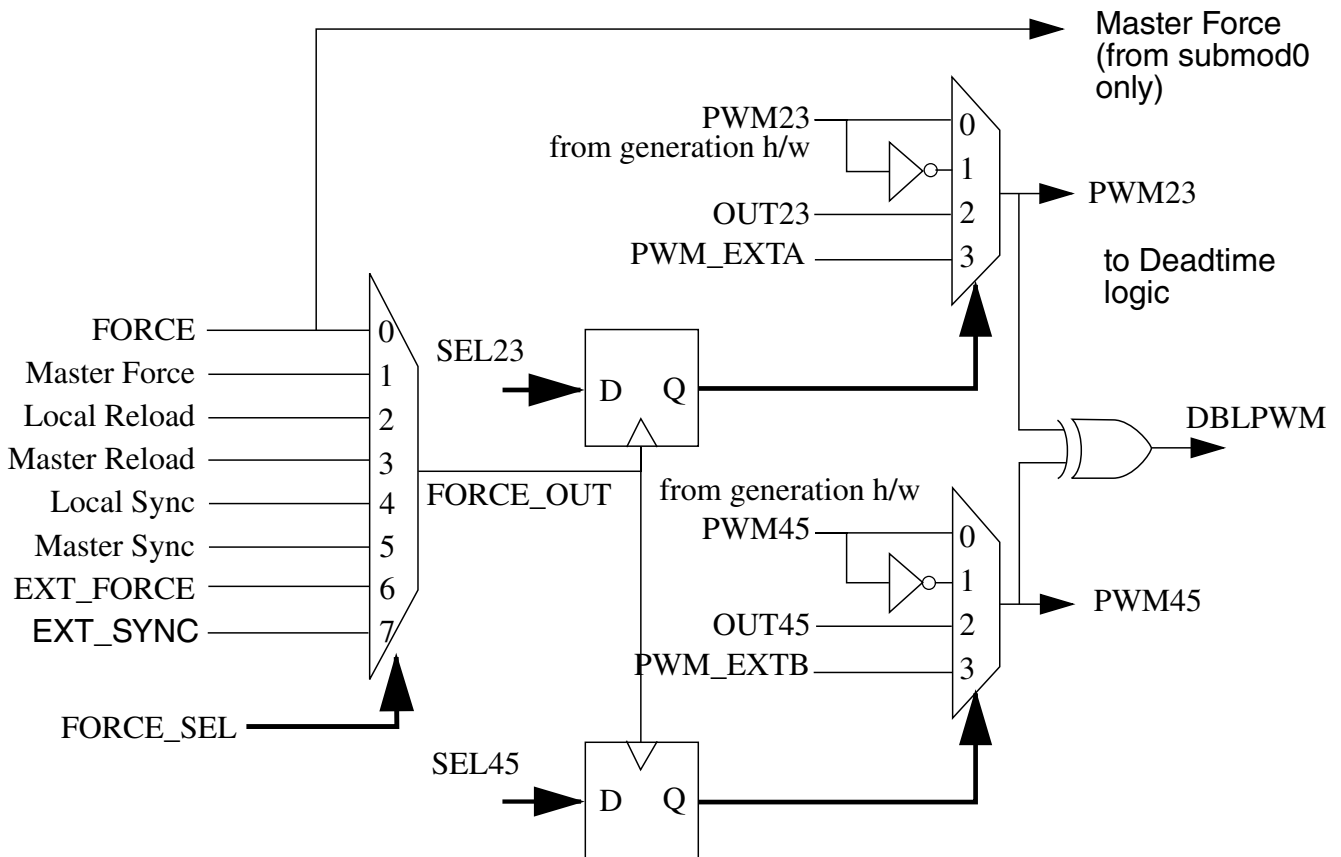 Master Force
(from submod0
only)
PWM23
from generation h/w
0
1
OUT23
2
PWM_EXTA
3
PWM23
to Deadtime
logic
FORCE
0
Master Force
1
Local Reload
2
Master Reload
3
Local Sync
4
Master Sync
5
EXT_FORCE
6
EXT_SYNC
7
FORCE_SEL
FORCE_OUT
SEL23
D
Q
DBLPWM
from generation h/w
PWM45
0
1
OUT45
2
PWM_EXTB
3
PWM45
SEL45
D
Q